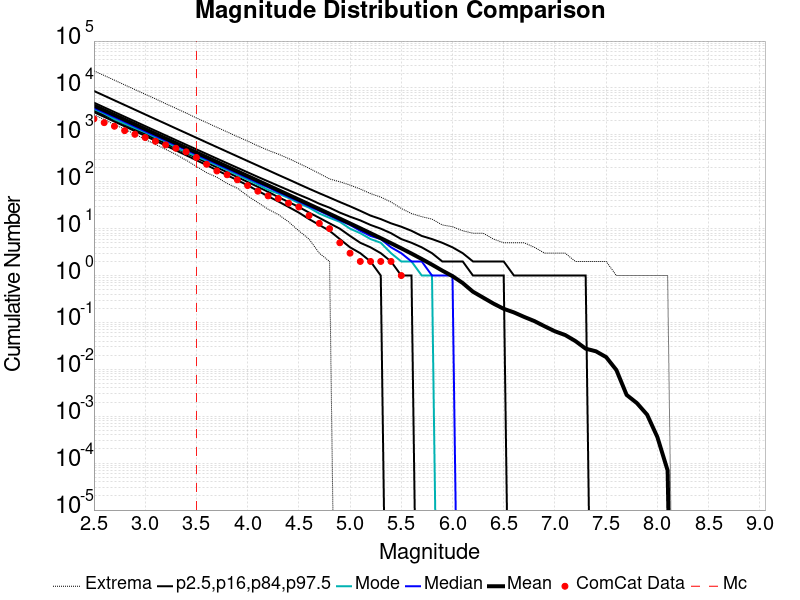 Magnitude Distribution Comparison
Cumulative Number
10^5
10^4
10^3
10^2
10^1
10^0
10^-1
10^-2
10^-3
10^-4
10^-5
2.5 3.0 3.5 4.0 4.5 5.0 5.5 6.0 6.5 7.0 7.5 8.0 8.5 9.0
Magnitude
Extrema p2.5,p16,p84,p97.5 Mode Median Mean ComCat Data Mc